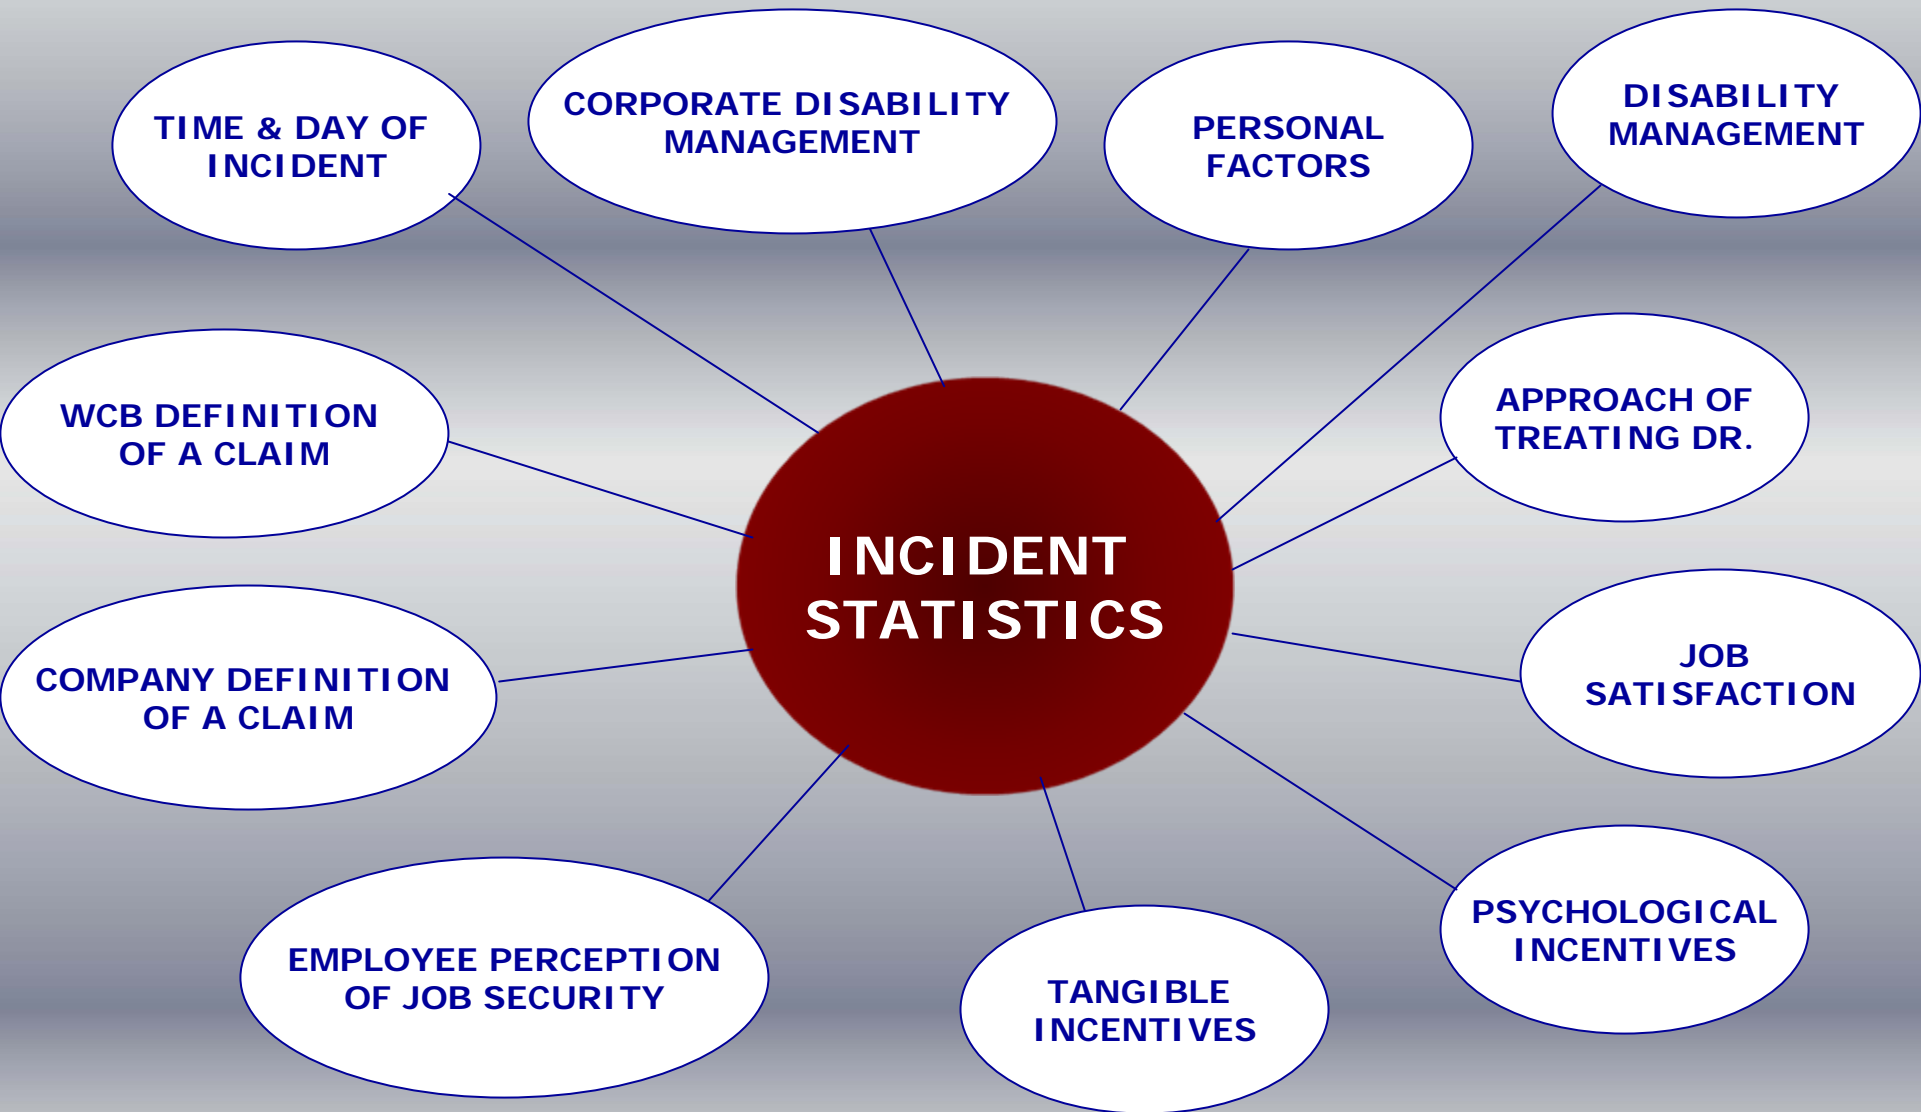 TIME & DAY OF
INCIDENT
CORPORATE DISABILITY
MANAGEMENT
PERSONAL
FACTORS
DISABILITY
MANAGEMENT
WCB DEFINITION
OF A CLAIM
APPROACH OF
TREATING DR.
INCIDENT
STATISTICS
COMPANY DEFINITION
OF A CLAIM
JOB
SATISFACTION
EMPLOYEE PERCEPTION
OF JOB SECURITY
TANGIBLE
INCENTIVES
PSYCHOLOGICAL
INCENTIVES